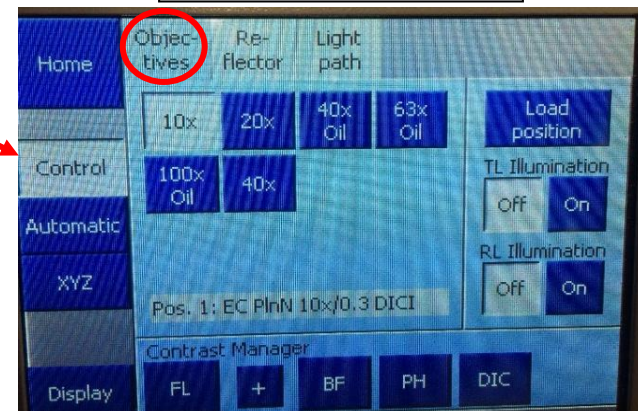 Home
Control
Automatic
XYZ
Display
Objec-
tives
Re-
flector
Light
path
10x
20x
40x
Oil
63x
Oil
100x
Oil
40x
Pos. 1: EC PlnN 10x/0.3 DICI
Load
position
TL Illumination
Off
On
RL Illumination
Off
On
Contrast Manager
FL
+
BF
PH
DIC